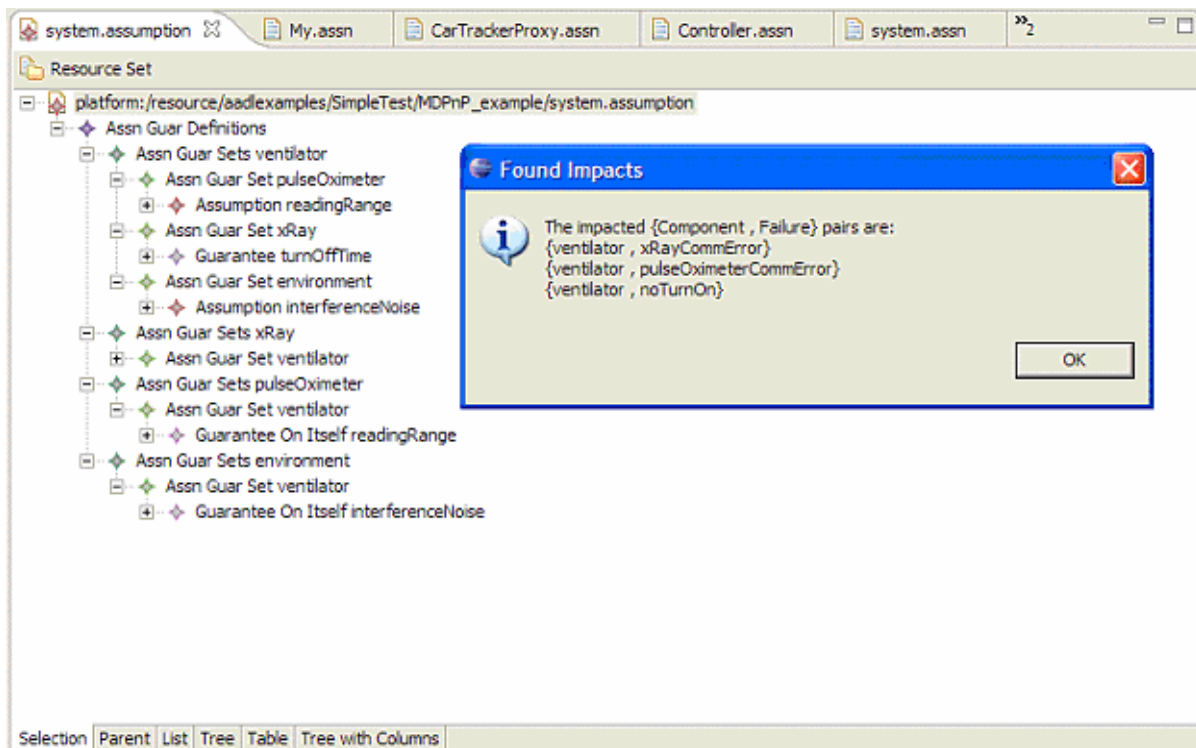 system.assumption
My.assn
CarTrackerProxy.assn
Controller.assn
system.assn
»2
Resource Set
platform:/resource/aadlexamples/SimpleTest/MDPnP_example/system.assumption
Assn Guar Definitions
Assn Guar Sets ventilator
Assn Guar Set pulseOximeter
Assumption readingRange
Assn Guar Set xRay
Guarantee turnOffTime
Assn Guar Set environment
Assumption interferenceNoise
Assn Guar Sets xRay
Assn Guar Set ventilator
Assn Guar Sets pulseOximeter
Assn Guar Set ventilator
Guarantee On Itself readingRange
Assn Guar Sets environment
Assn Guar Set ventilator
Guarantee On Itself interferenceNoise
Found Impacts
The impacted {Component , Failure} pairs are:
{ventilator , xRayCommError}
{ventilator , pulseOximeterCommError}
{ventilator , noTurnOn}
OK
Selection Parent List Tree Table Tree with Columns